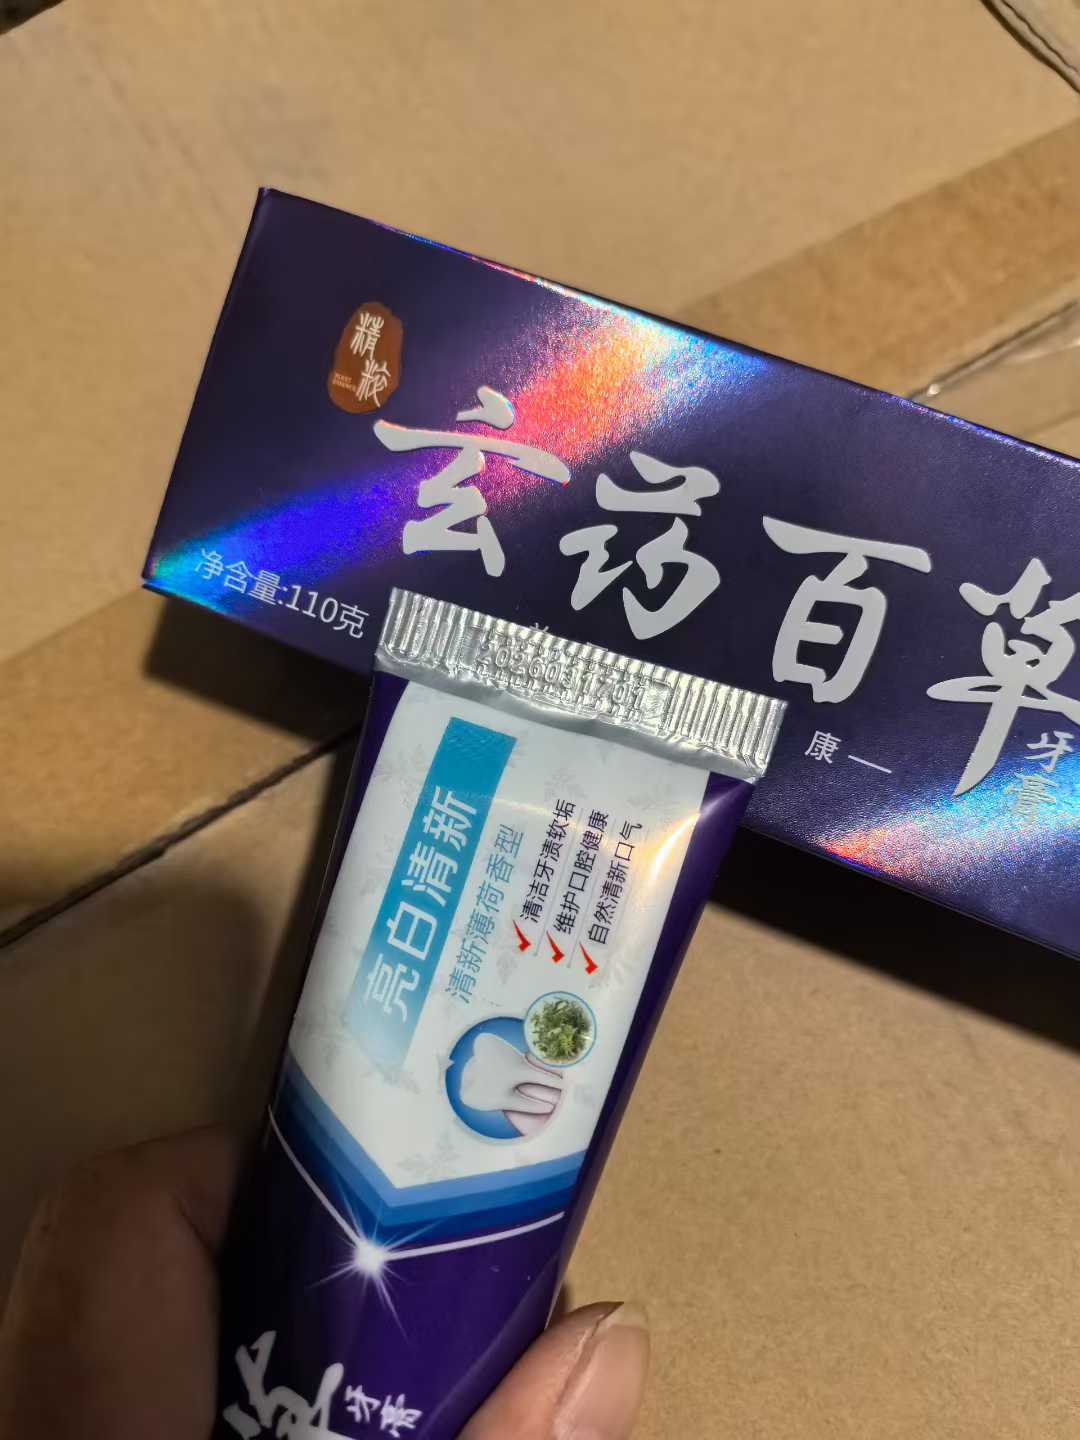 精粹
PLANT
ESSENCE
玄药百草
牙膏
净含量:110克
康
亮白清新
清新薄荷香型
清洁牙渍软垢
维护口腔健康
自然清新口气
牙膏